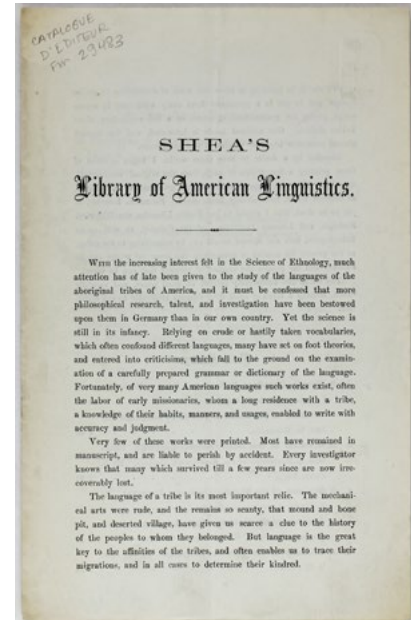 CATALOGUE
D'EDITEUR
FW 29483
SHEA'S
Library of American Linguistics.
With the increasing interest felt in the Science of Ethnology, much
attention has of late been given to the study of the languages of the
aboriginal tribes of America, and it must be confessed that more
philosophical research, talent, and investigation have been bestowed
upon them in Germany than in our own country. Yet the science is
still in its infancy. Relying on crude or hastily taken vocabularies,
which often confound different languages, many have set on foot theories,
and entered into criticisms, which fall to the ground on the examin-
ation of a carefully prepared grammar or dictionary of the language.
Fortunately, of very many American languages such works exist, often
the labor of early missionaries, whom a long residence with a tribe,
a knowledge of their habits, manners, and usages, enabled to write with
accuracy and judgment.
Very few of these works were printed. Most have remained in
manuscript, and are liable to perish by accident. Every investigator
knows that many which survived till a few years since are now irre-
coverably lost.
The language of a tribe is its most important relic. The mechani-
cal arts were rude, and the remains so scanty, that mound and bone
pit, and deserted village, have given us scarce a clue to the history
of the peoples to whom they belonged. But language is the great
key to the affinities of the tribes, and often enables us to trace their
migrations, and in all cases to determine their kindred.